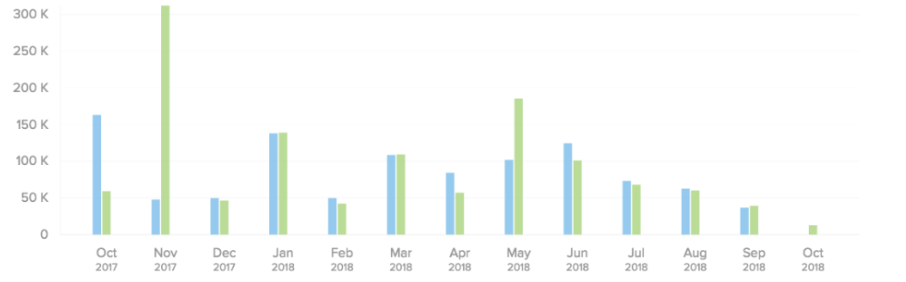 300 K
250 K
200 K
150 K
100 K
50 K
0
Oct Nov Dec Jan Feb Mar Apr May Jun Jul Aug Sep Oct
2017 2017 2017 2018 2018 2018 2018 2018 2018 2018 2018 2018 2018